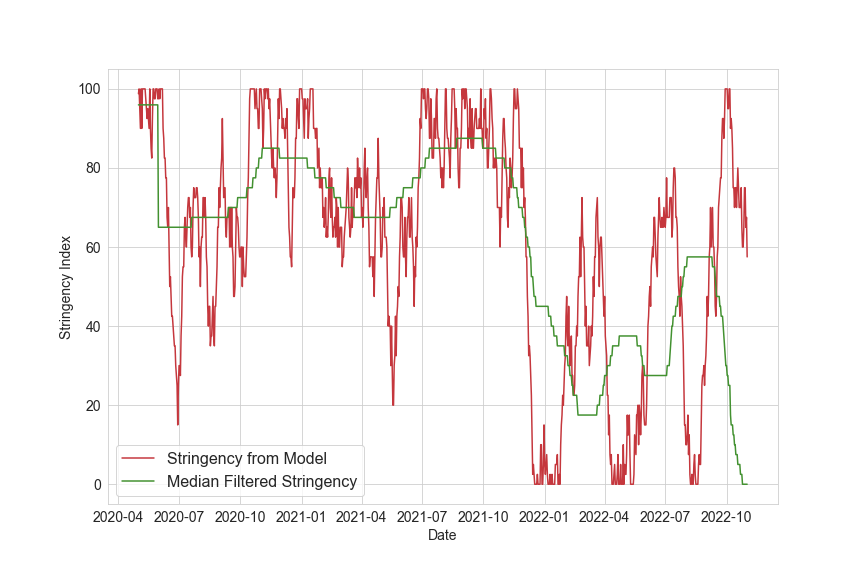 100
80
60
40
20
0
Stringency Index
Stringency from Model
Median Filtered Stringency
2020-04 2020-07 2020-10 2021-01 2021-04 2021-07 2021-10 2022-01 2022-04 2022-07 2022-10
Date